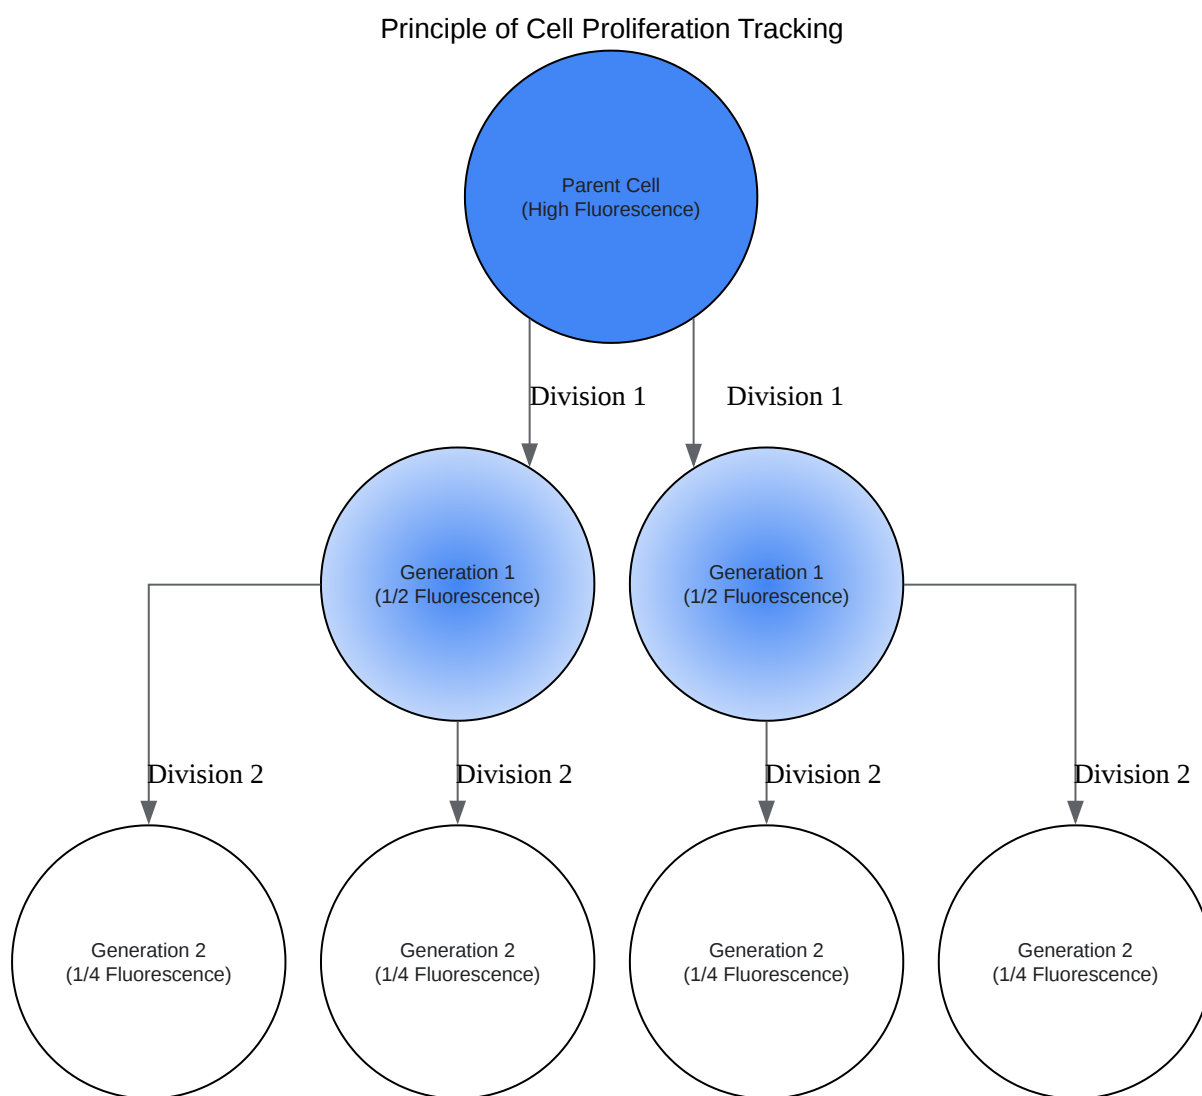 Principle of Cell Proliferation Tracking
Parent Cell
(High Fluorescence)
Division 1
Division 1
Generation 1
(1/2 Fluorescence)
Generation 1
(1/2 Fluorescence)
Division 2
Division 2
Division 2
Division 2
Generation 2
(1/4 Fluorescence)
Generation 2
(1/4 Fluorescence)
Generation 2
(1/4 Fluorescence)
Generation 2
(1/4 Fluorescence)